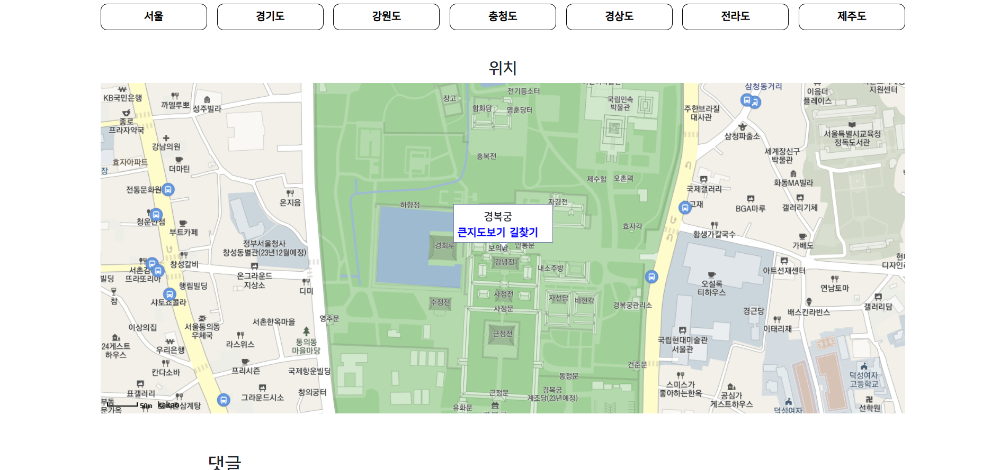 서울 경기도 강원도 충청도 경상도 전라도 제주도
위치
KB국민은행
까델루뽀
성주빌라
종로
프라자약국
강남의원
효자아파트
더마틴
장
전통문화원
온지음
청운반점
부트카페
정부서울청사
창성동별관(23년12월예정)
창성갈비
뜨라또리아
빌딩
온그라운드
지상소
행림빌딩
디미
참
샤토쇼콜라
이상의집
서울통의동
우체국
서촌한옥마을
라스위스
통의동
마을마당
24게스트
하우스
우리은행
칸다소바
프리시즌
국제항운빌딩
표갤러리
그라운드시소
창의궁터
50m
kakao
삼계탕
장고
전기등소터
함화당
영훈당터
국립민속
박물관
흥복전
제수합
오촌댁
하향정
자경전
효자각
경복궁
큰지도보기 길찾기
경회루
만통문
강녕전
내소주방
사정전
사정문
자선당
비현각
수정전
경복궁관리소
영추문
근정전
건춘문
동정문
근정문
경복궁
계조당(23년예정)
유화문
삼청동거리
이음더
플레이스
지원센터
주한브라질
대사관
삼청파출소
서울특별시교육청
정독도서관
세계장신구
박물관
국제갤러리
화동MA빌라
고재
BGA마루
갤러리기체
황생가칼국수
가배도
아트선재센터
디자인
오설록
티하우스
연남토마
경근당
배스킨라빈스
갤러리담
이태리재
국립현대미술관
서울관
스미스가
좋아하는한옥
공심가
게스트하우스
덕성여자
고등학교
덕성여자
선학원
댓글